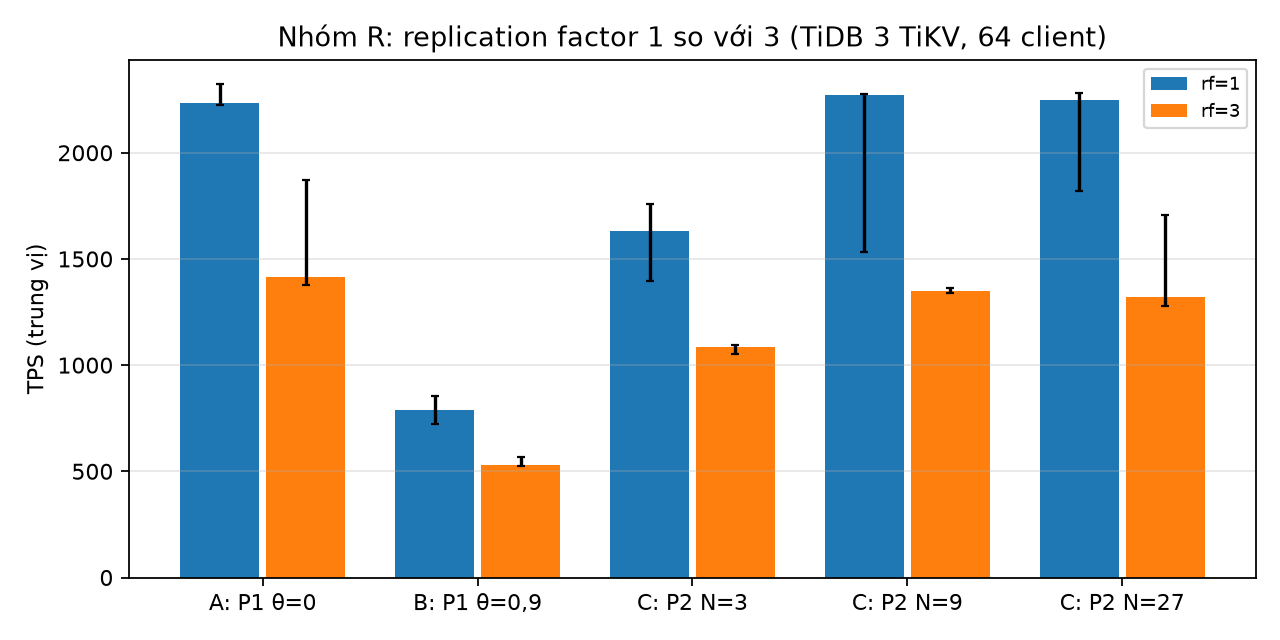 Nhóm R: replication factor 1 so với 3 (TiDB 3 TiKV, 64 client)
rf=1
rf=3
TPS (trung vị)
2000
1500
1000
500
0
A: P1 θ=0
B: P1 θ=0,9
C: P2 N=3
C: P2 N=9
C: P2 N=27